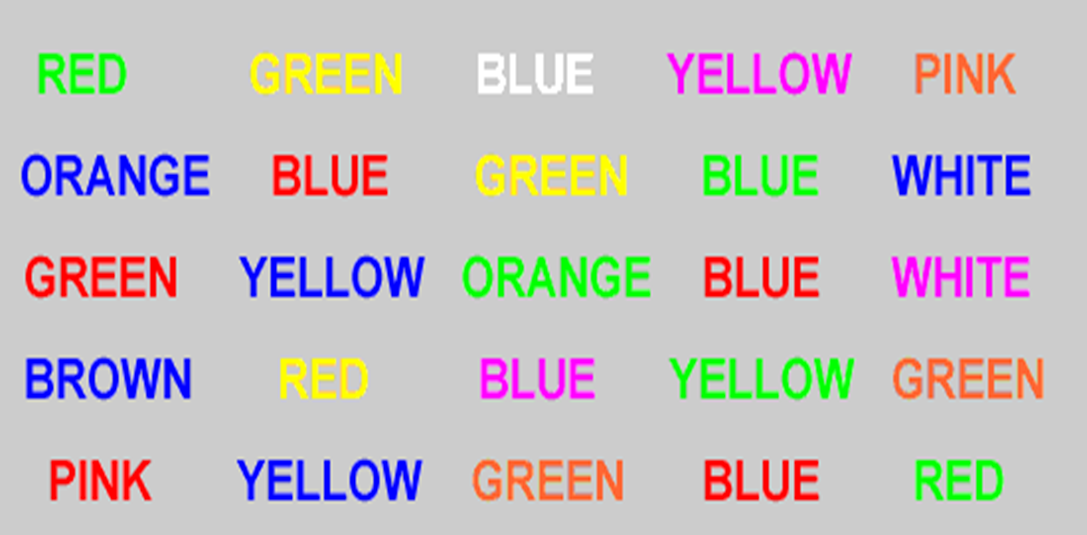 RED GREEN BLUE YELLOW PINK
ORANGE BLUE GREEN BLUE WHITE
GREEN YELLOW ORANGE BLUE WHITE
BROWN RED BLUE YELLOW GREEN
PINK YELLOW GREEN BLUE RED